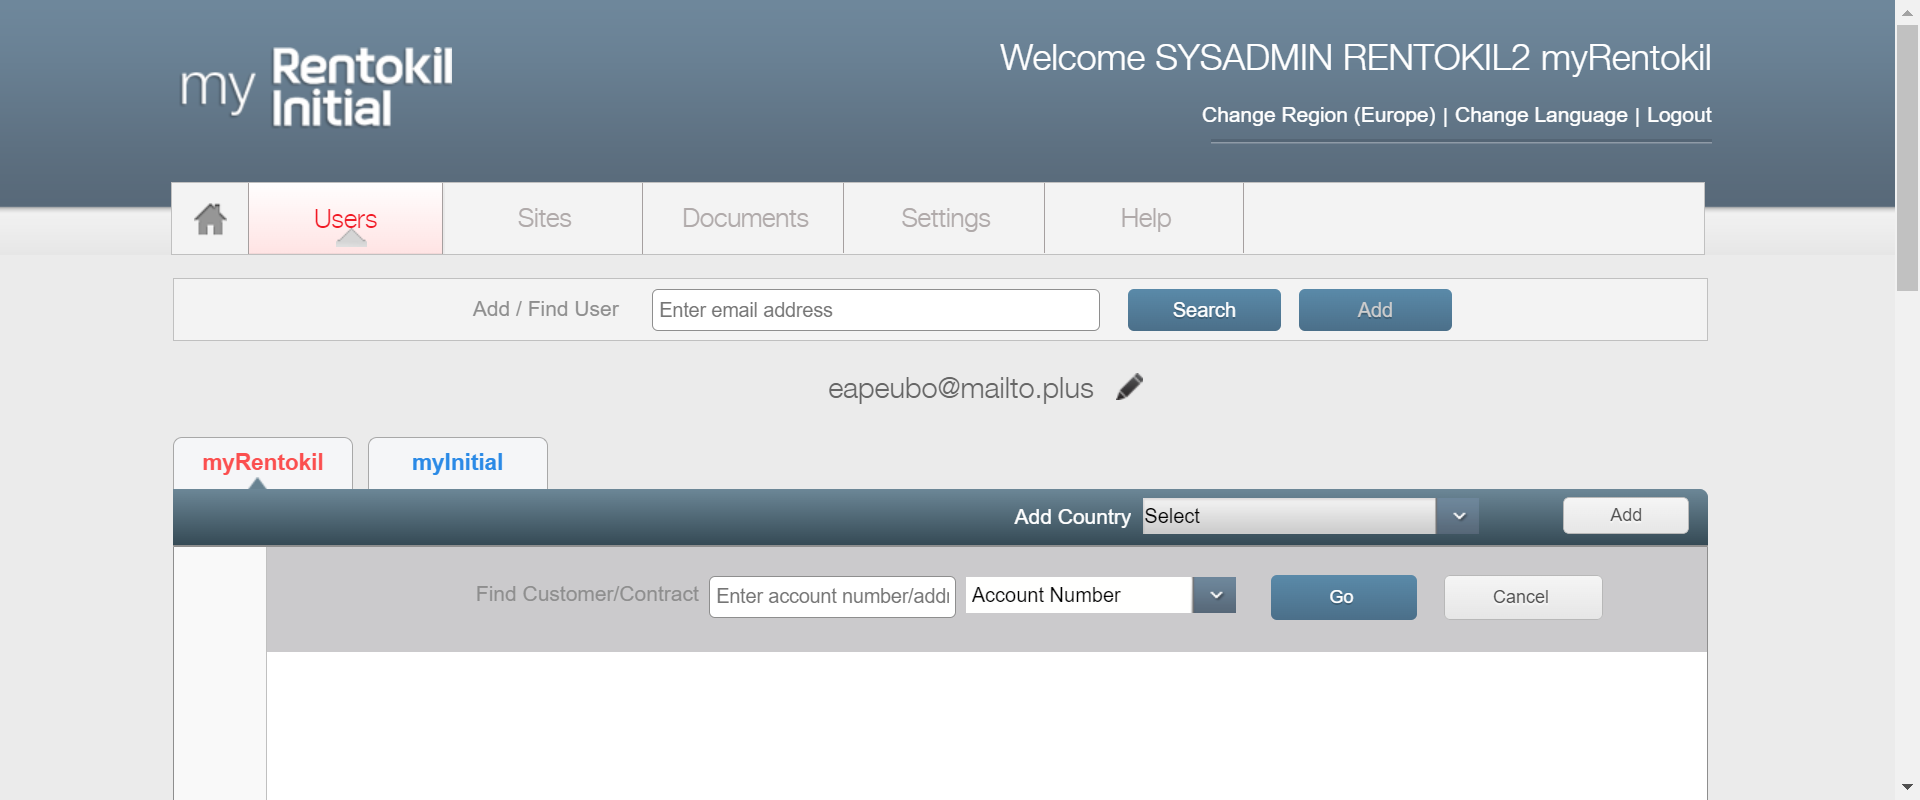 my Rentokil Initial
Welcome SYSADMIN RENTOKIL2 myRentokil
Change Region (Europe) | Change Language | Logout
Users Sites Documents Settings Help
Add / Find User Enter email address Search Add
eapeubo@mailto.plus
myRentokil myInitial
Add Country Select Add
Find Customer/Contract Enter account number/addr Account Number Go Cancel